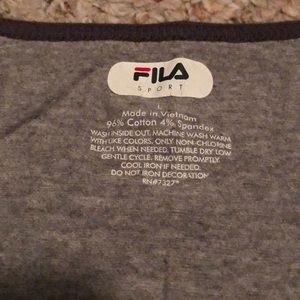 FILA
SPORT
L
Made in Vietnam
96% Cotton 4% Spandex
WASH INSIDE OUT. MACHINE WASH WARM
WITH LIKE COLORS. ONLY NON-CHLORINE
BLEACH WHEN NEEDED. TUMBLE DRY LOW
GENTLE CYCLE. REMOVE PROMPTLY.
COOL IRON IF NEEDED.
DO NOT IRON DECORATION
RN#7327*